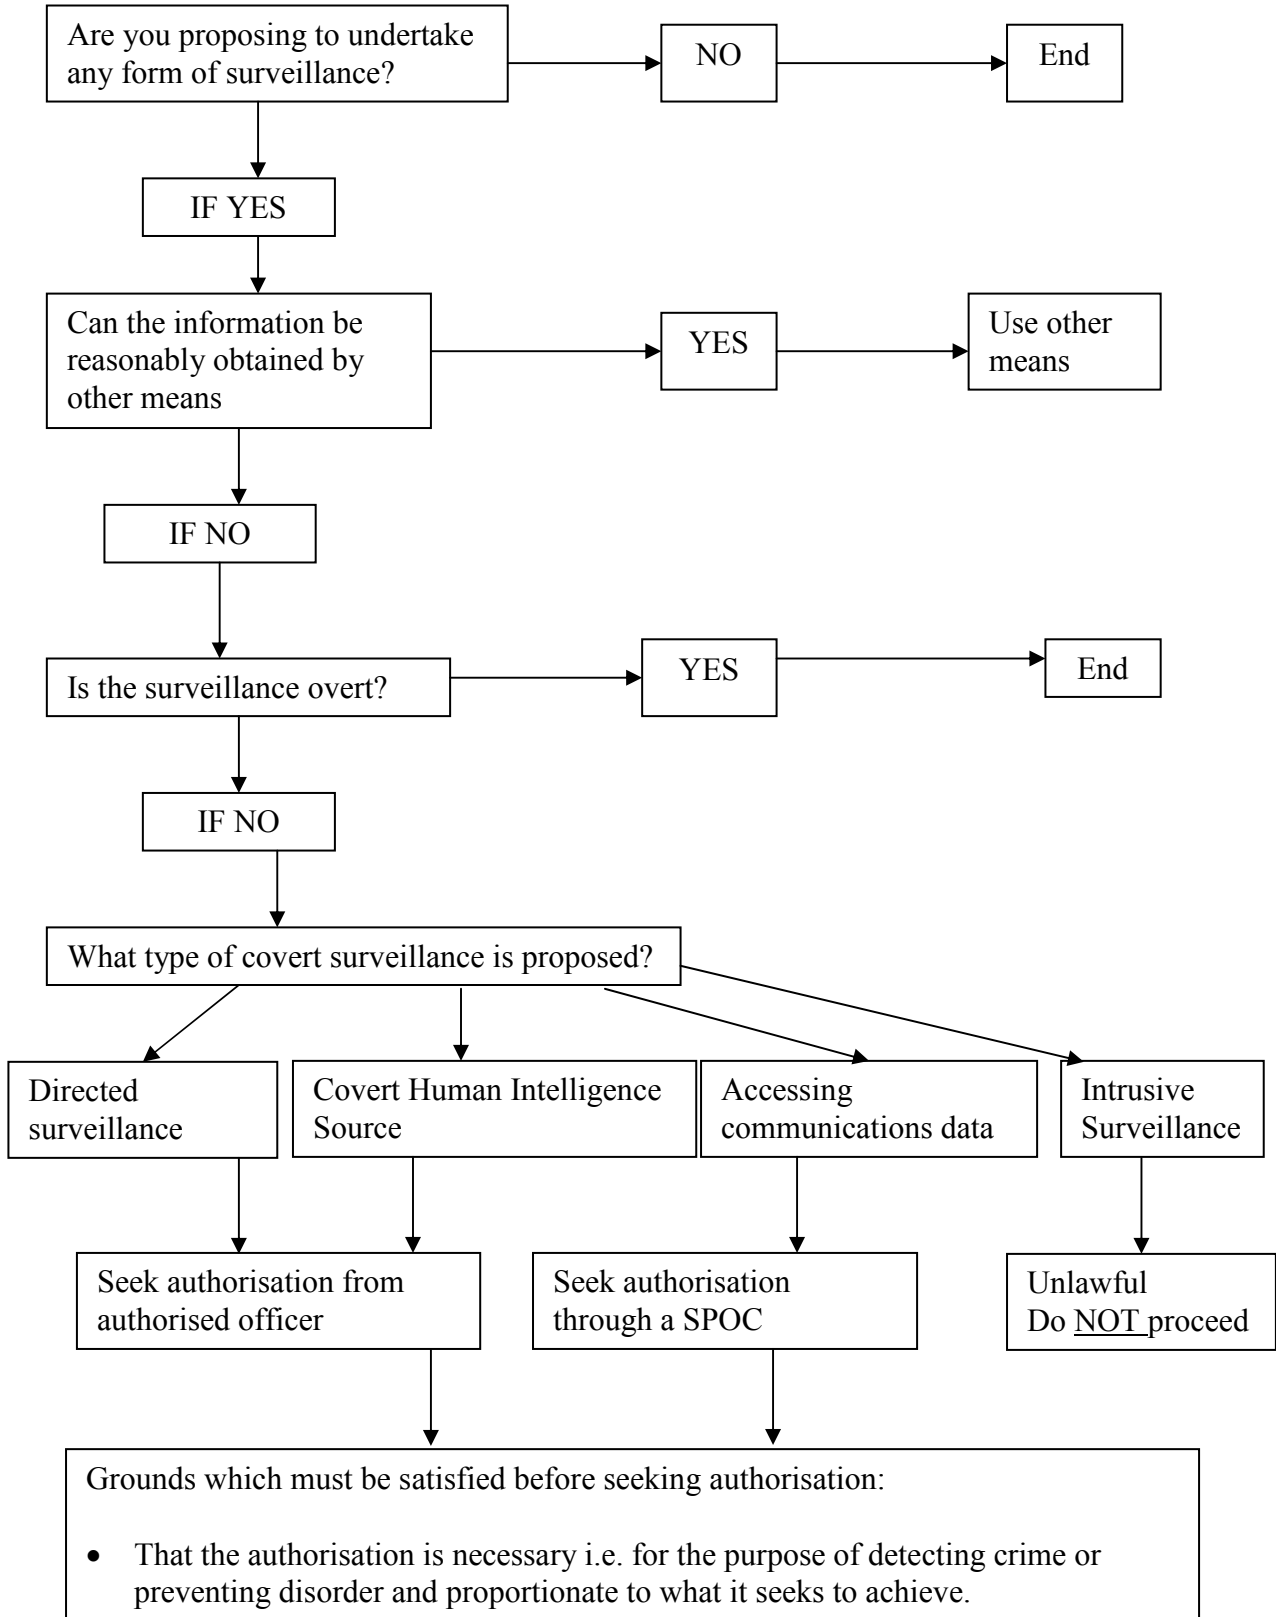 Are you proposing to undertake
any form of surveillance?
NO
End
IF YES
Can the information be
reasonably obtained by
other means
YES
Use other
means
IF NO
Is the surveillance overt?
YES
End
IF NO
What type of covert surveillance is proposed?
Directed
surveillance
Covert Human Intelligence
Source
Accessing
communications data
Intrusive
Surveillance
Seek authorisation from
authorised officer
Seek authorisation
through a SPOC
Unlawful
Do NOT proceed
Grounds which must be satisfied before seeking authorisation:
• That the authorisation is necessary i.e. for the purpose of detecting crime or
preventing disorder and proportionate to what it seeks to achieve.